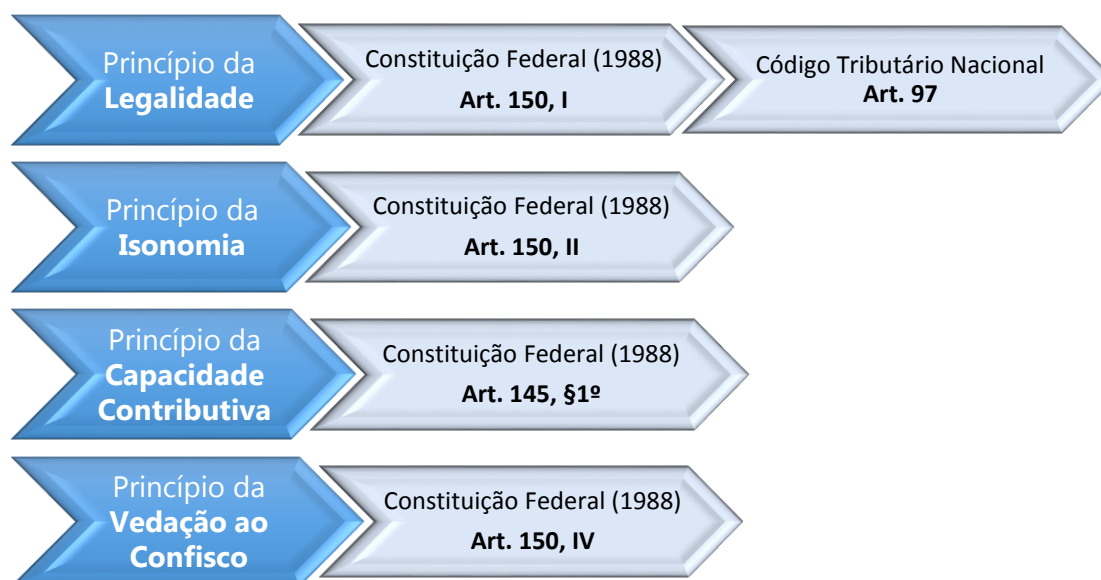 Princípio da
Legalidade
Constituição Federal (1988)
Art. 150, I
Código Tributário Nacional
Art. 97
Princípio da
Isonomia
Constituição Federal (1988)
Art. 150, II
Princípio da
Capacidade
Contributiva
Constituição Federal (1988)
Art. 145, §1º
Princípio da
Vedação ao
Confisco
Constituição Federal (1988)
Art. 150, IV